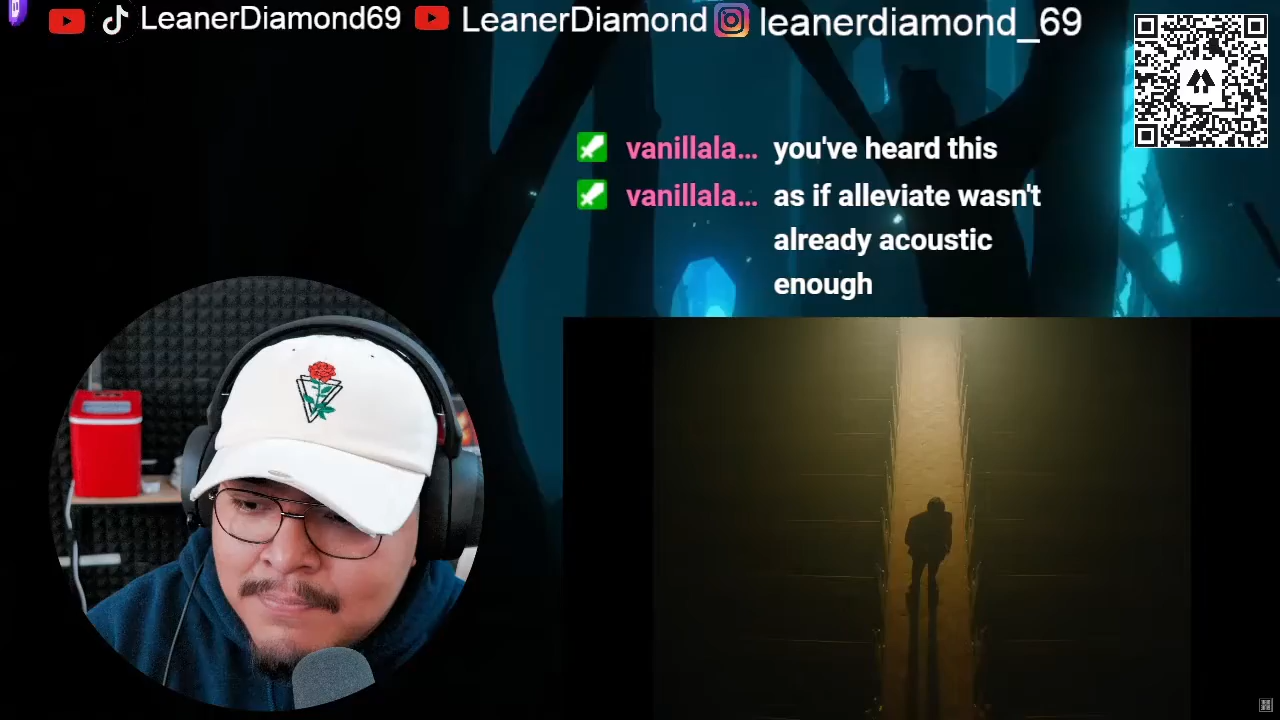 LeanerDiamond69 LeanerDiamond leanerdiamond_69
vanillala... you've heard this
vanillala... as if alleviate wasn't
already acoustic
enough